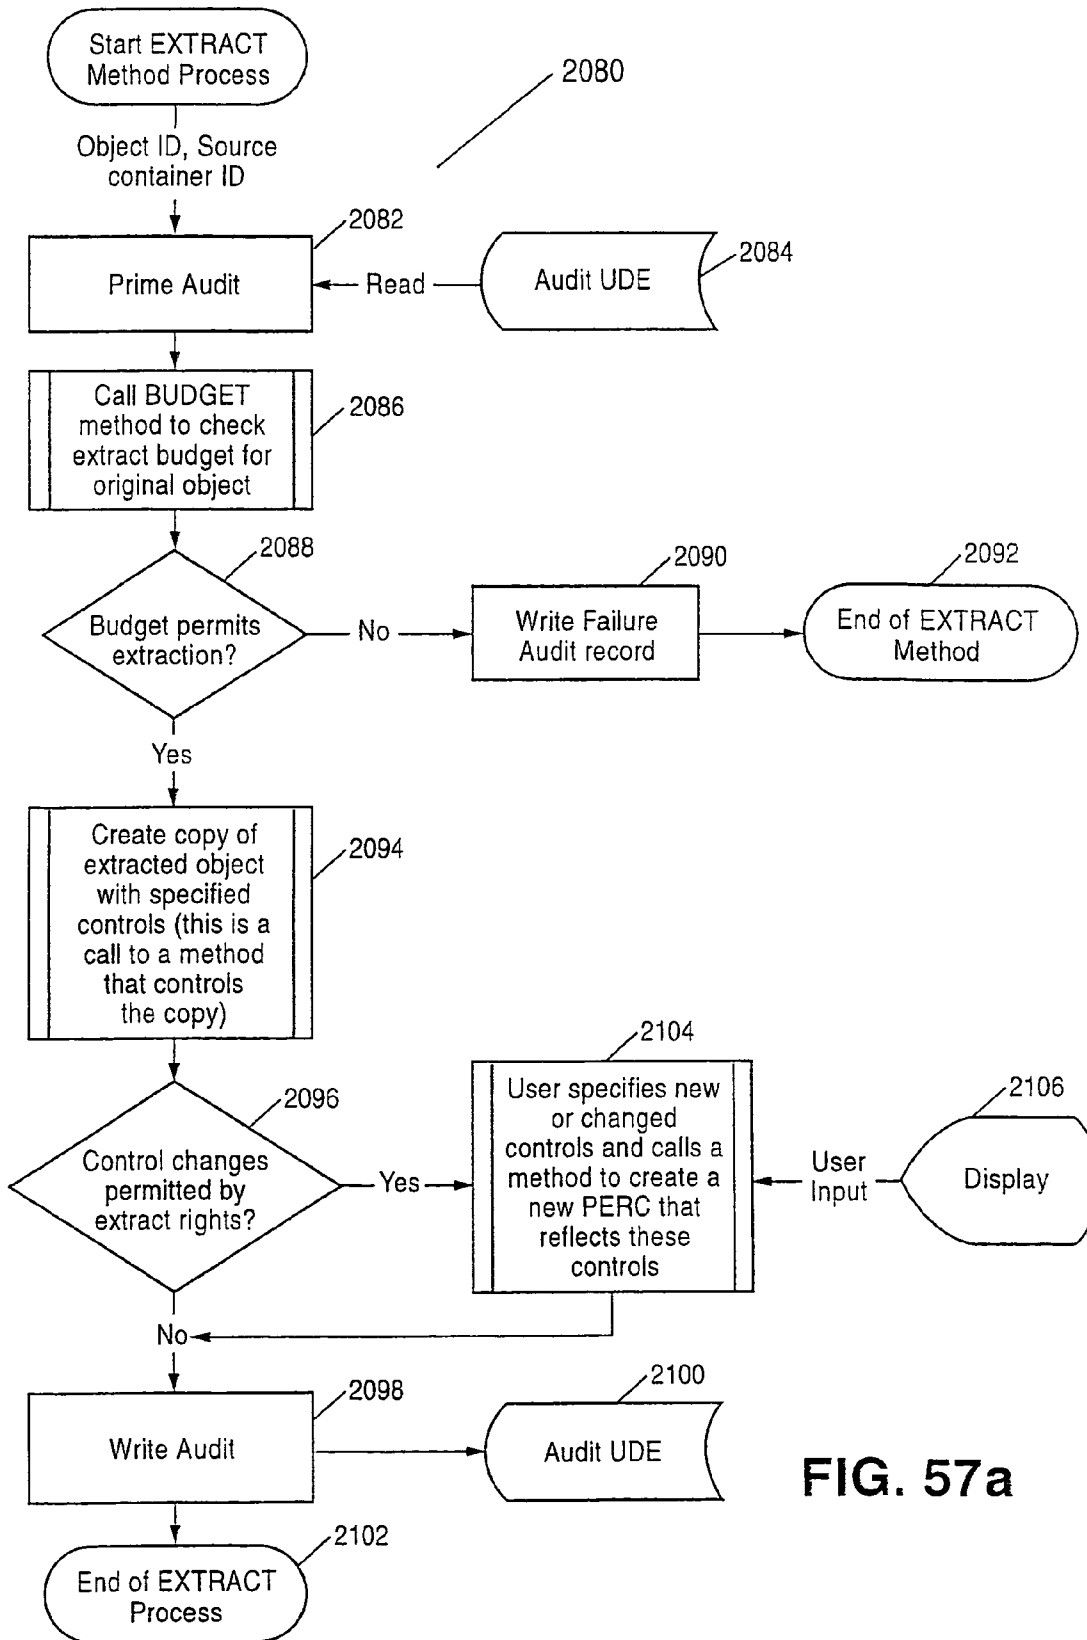 Start EXTRACT
Method Process
2080
Object ID, Source
container ID
2082
Prime Audit
Read
Audit UDE
2084
Call BUDGET
method to check
extract budget for
original object
2086
2088
Budget permits
extraction?
No
2090
Write Failure
Audit record
2092
End of EXTRACT
Method
Yes
Create copy of
extracted object
with specified
controls (this is a
call to a method
that controls
the copy)
2094
2096
Control changes
permitted by
extract rights?
Yes
2104
User specifies new
or changed
controls and calls a
method to create a
new PERC that
reflects these
controls
User
Input
2106
Display
No
2098
Write Audit
2100
Audit UDE
FIG. 57a
2102
End of EXTRACT
Process